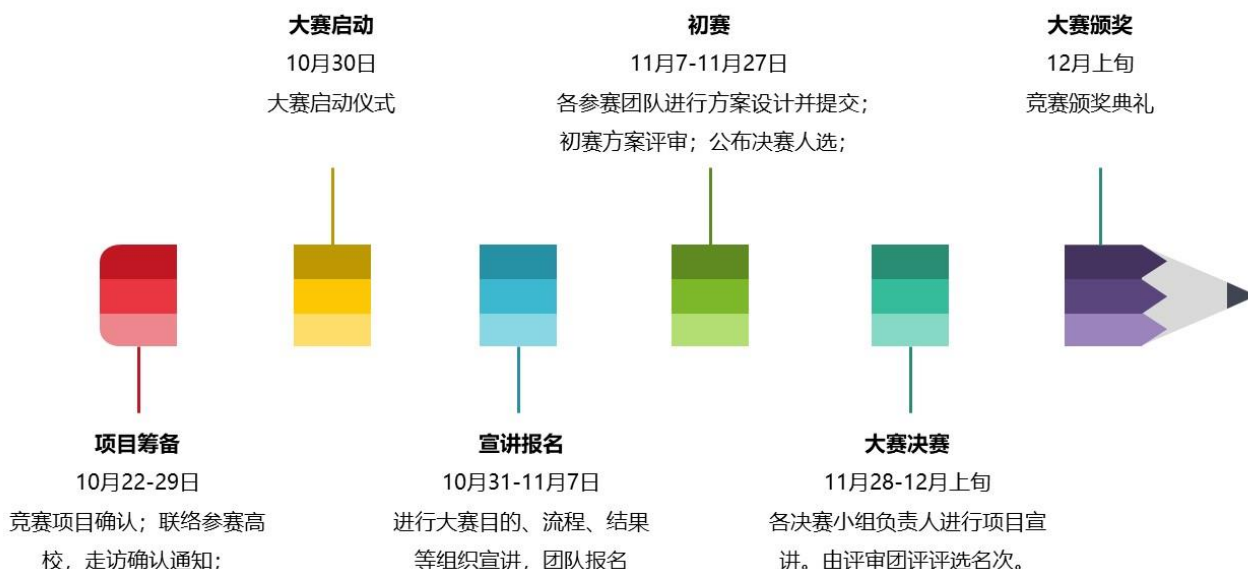 大赛启动
10月30日
大赛启动仪式
初赛
11月7-11月27日
各参赛团队进行方案设计并提交；
初赛方案评审；公布决赛人选；
大赛颁奖
12月上旬
竞赛颁奖典礼
项目筹备
10月22-29日
竞赛项目确认；联络参赛高
校，走访确认通知；
宣讲报名
10月31-11月7日
进行大赛目的、流程、结果
等组织宣讲，团队报名
大赛决赛
11月28-12月上旬
各决赛小组负责人进行项目宣
讲。由评审团评评选名次。